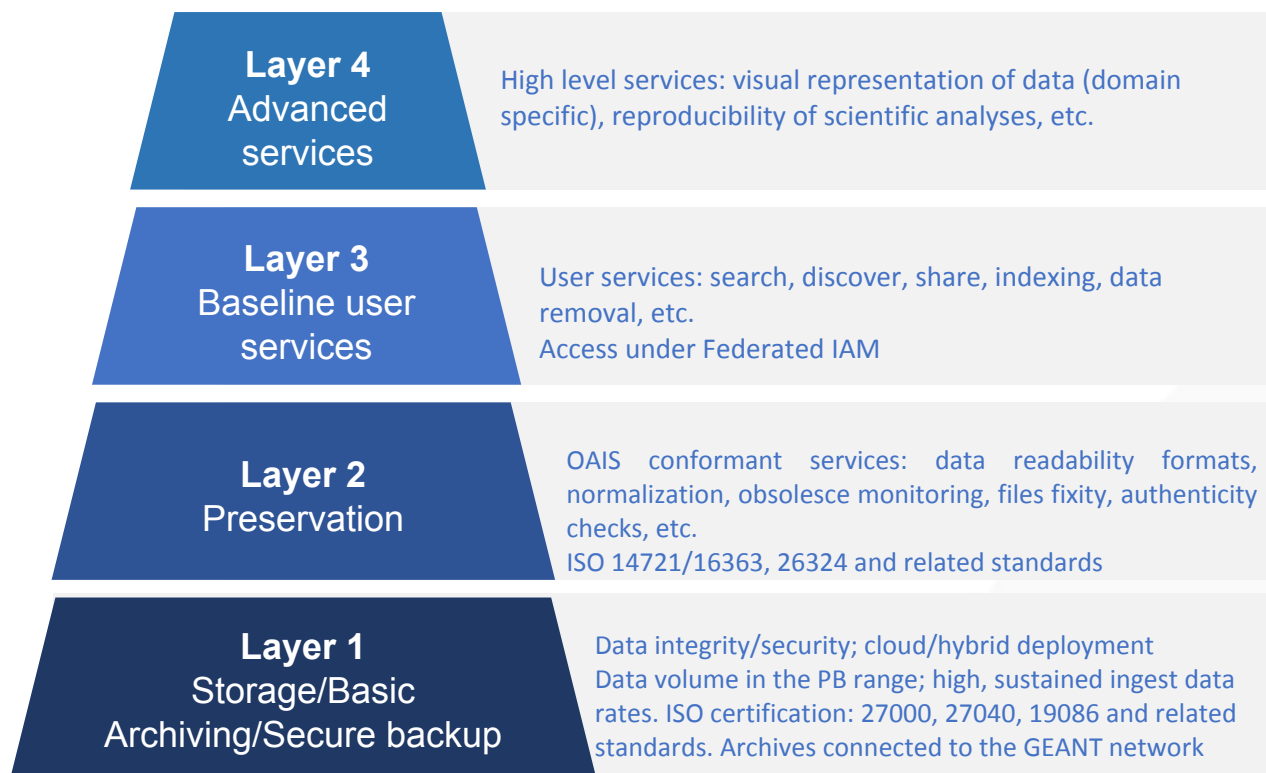 Layer 4
Advanced
services
High level services: visual representation of data (domain
specific), reproducibility of scientific analyses, etc.
Layer 3
Baseline user
services
User services: search, discover, share, indexing, data
removal, etc.
Access under Federated IAM
Layer 2
Preservation
OAIS conformant services: data readability formats,
normalization, obsolesce monitoring, files fixity, authenticity
checks, etc.
ISO 14721/16363, 26324 and related standards
Layer 1
Storage/Basic
Archiving/Secure backup
Data integrity/security; cloud/hybrid deployment
Data volume in the PB range; high, sustained ingest data
rates. ISO certification: 27000, 27040, 19086 and related
standards. Archives connected to the GEANT network